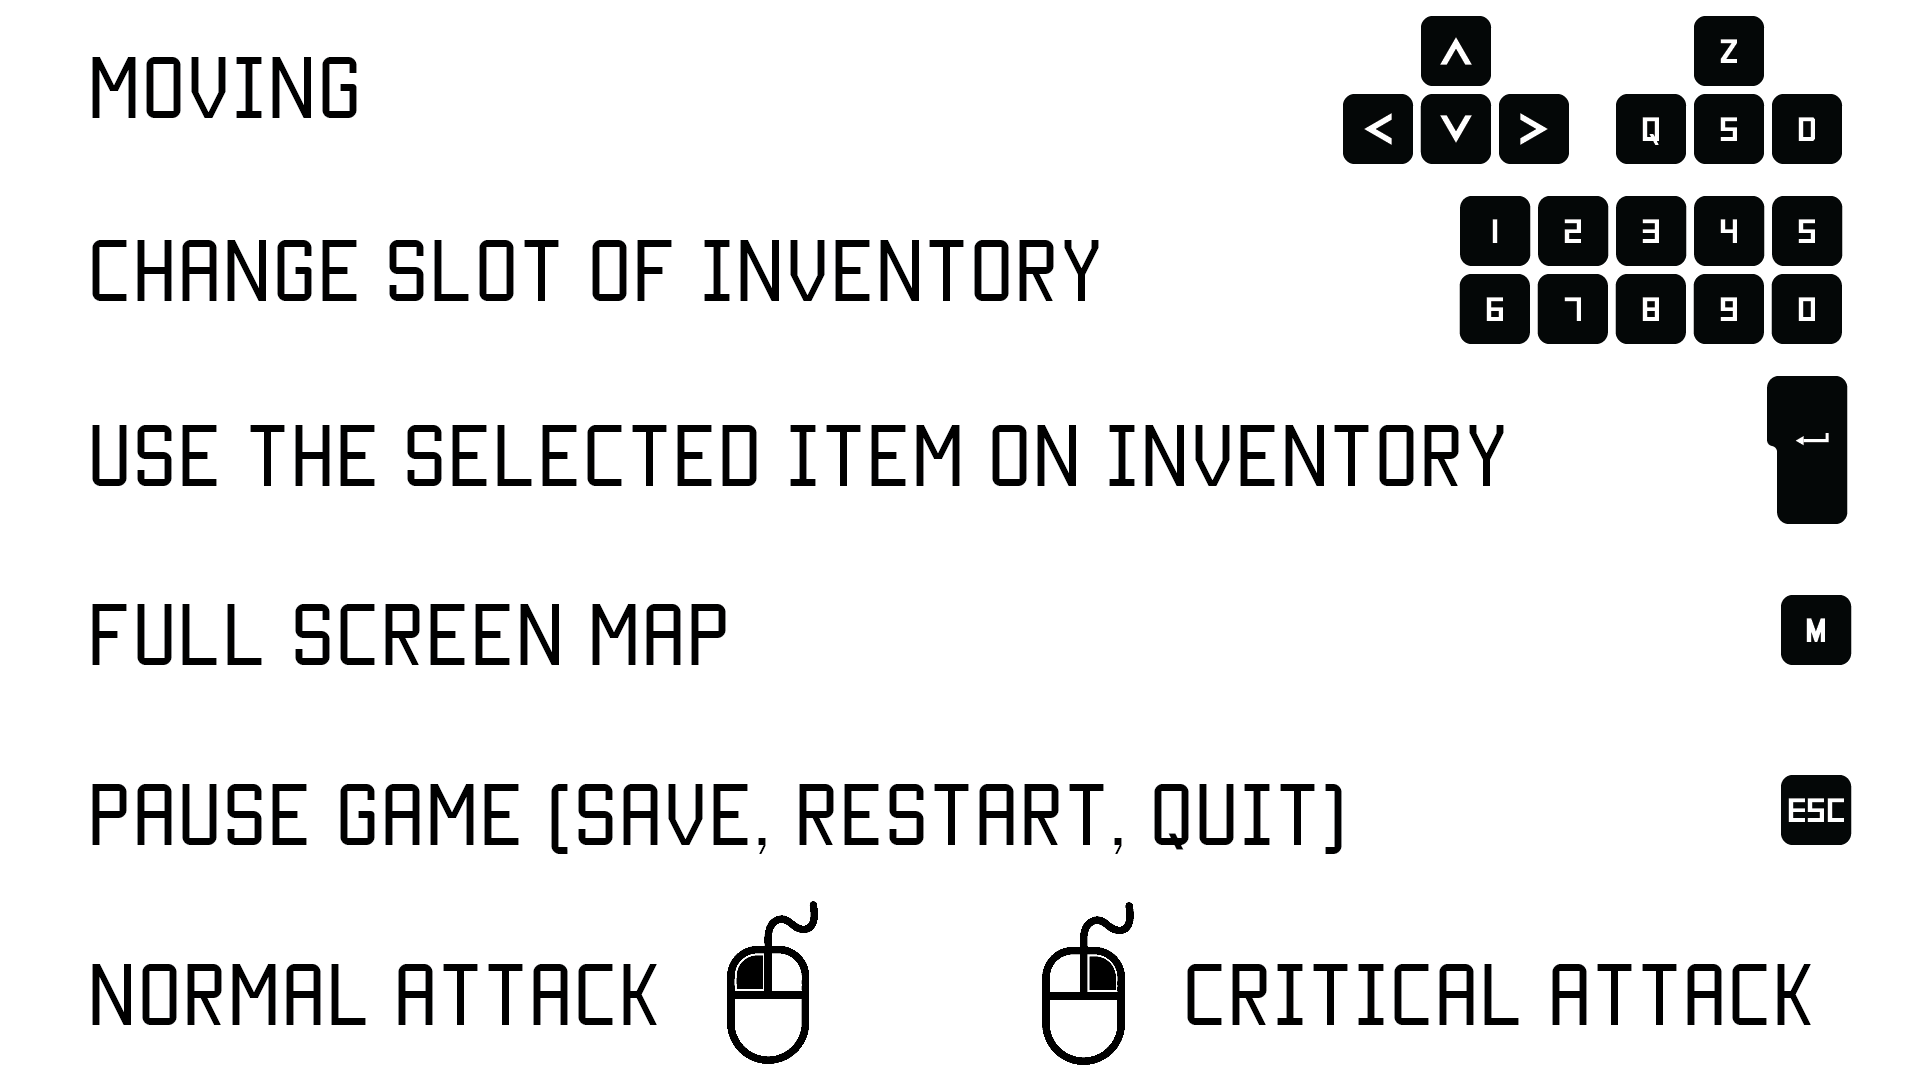 MOVING
^ Z
< v > Q S D
CHANGE SLOT OF INVENTORY
1 2 3 4 5
6 7 8 9 0
USE THE SELECTED ITEM ON INVENTORY
FULL SCREEN MAP M
PAUSE GAME (SAVE, RESTART, QUIT) ESC
NORMAL ATTACK CRITICAL ATTACK